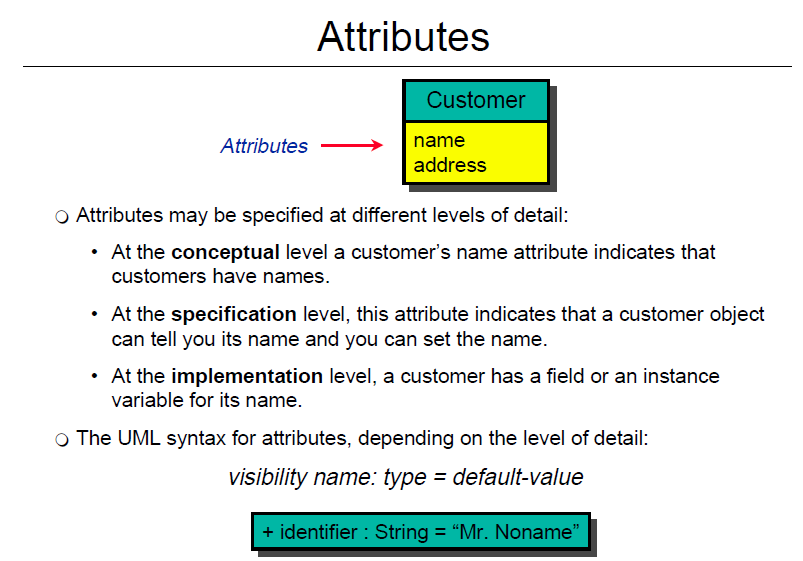 Attributes
Customer
Attributes
name
address
Attributes may be specified at different levels of detail:
• At the conceptual level a customer's name attribute indicates that
customers have names.
• At the specification level, this attribute indicates that a customer object
can tell you its name and you can set the name.
• At the implementation level, a customer has a field or an instance
variable for its name.
The UML syntax for attributes, depending on the level of detail:
visibility name: type = default-value
+ identifier : String = “Mr. Noname”